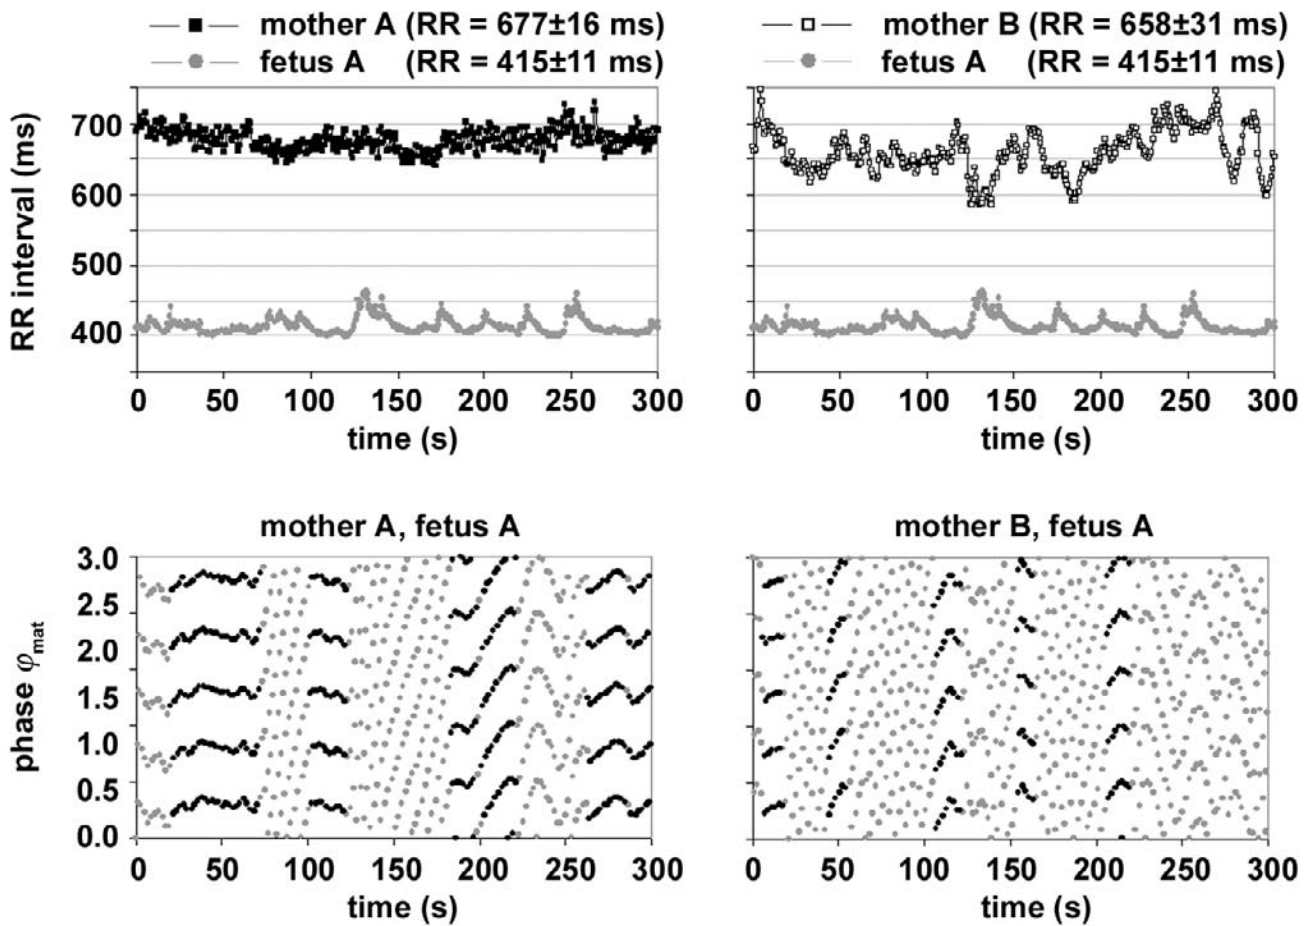 mother A (RR = 677±16 ms)
fetus A (RR = 415±11 ms)
mother B (RR = 658±31 ms)
fetus A (RR = 415±11 ms)
RR interval (ms)
700
600
500
400
0 50 100 150 200 250 300
time (s)
0 50 100 150 200 250 300
time (s)
mother A, fetus A
mother B, fetus A
phase φmat
3.0
2.5
2.0
1.5
1.0
0.5
0.0
0 50 100 150 200 250 300
time (s)
0 50 100 150 200 250 300
time (s)